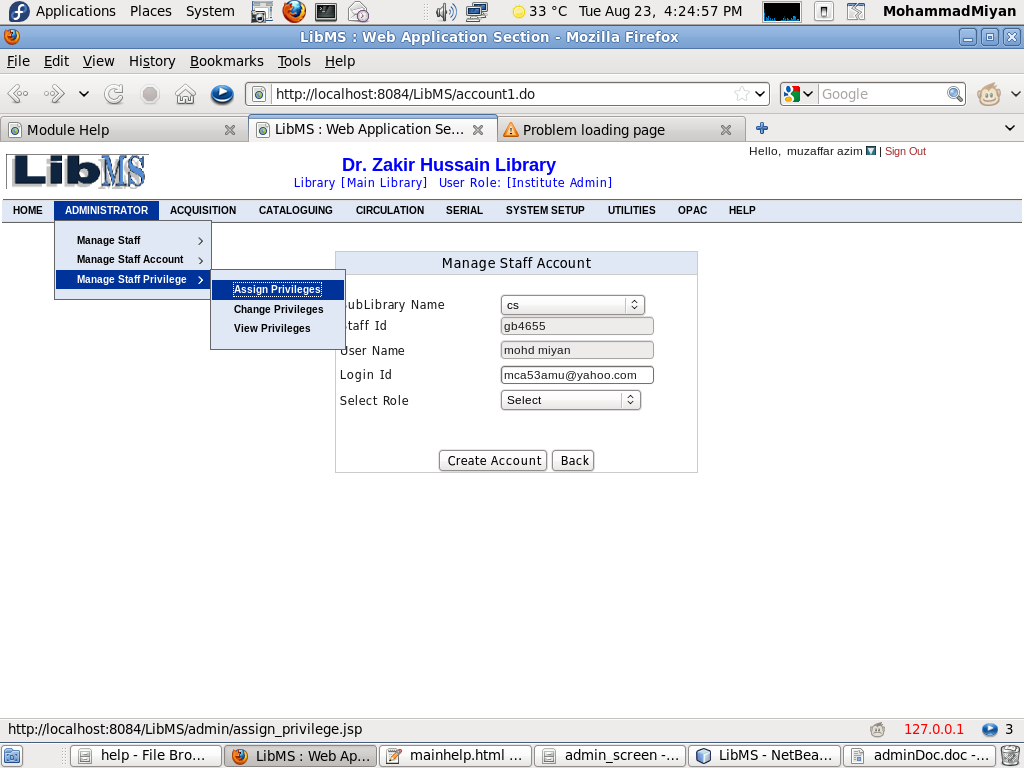 Applications Places System 33 °C Tue Aug 23, 4:24:57 PM MohammadMiyan
LibMS : Web Application Section - Mozilla Firefox
File Edit View History Bookmarks Tools Help
http://localhost:8084/LibMS/account1.do Google
Module Help LibMS : Web Application Se... Problem loading page
Hello, muzaffar azim | Sign Out
LibMS
Dr. Zakir Hussain Library
Library [Main Library] User Role: [Institute Admin]
HOME ADMINISTRATOR ACQUISITION CATALOGUING CIRCULATION SERIAL SYSTEM SETUP UTILITIES OPAC HELP
Manage Staff
Manage Staff Account
Manage Staff Privilege
Assign Privileges
Change Privileges
View Privileges
Manage Staff Account
SubLibrary Name cs
Staff Id gb4655
User Name mohd miyan
Login Id mca53amu@yahoo.com
Select Role Select
Create Account Back
http://localhost:8084/LibMS/admin/assign_privilege.jsp 127.0.0.1 3
help - File Bro... LibMS : Web Ap... mainhelp.html ... admin_screen -... LibMS - NetBea... adminDoc.doc -...